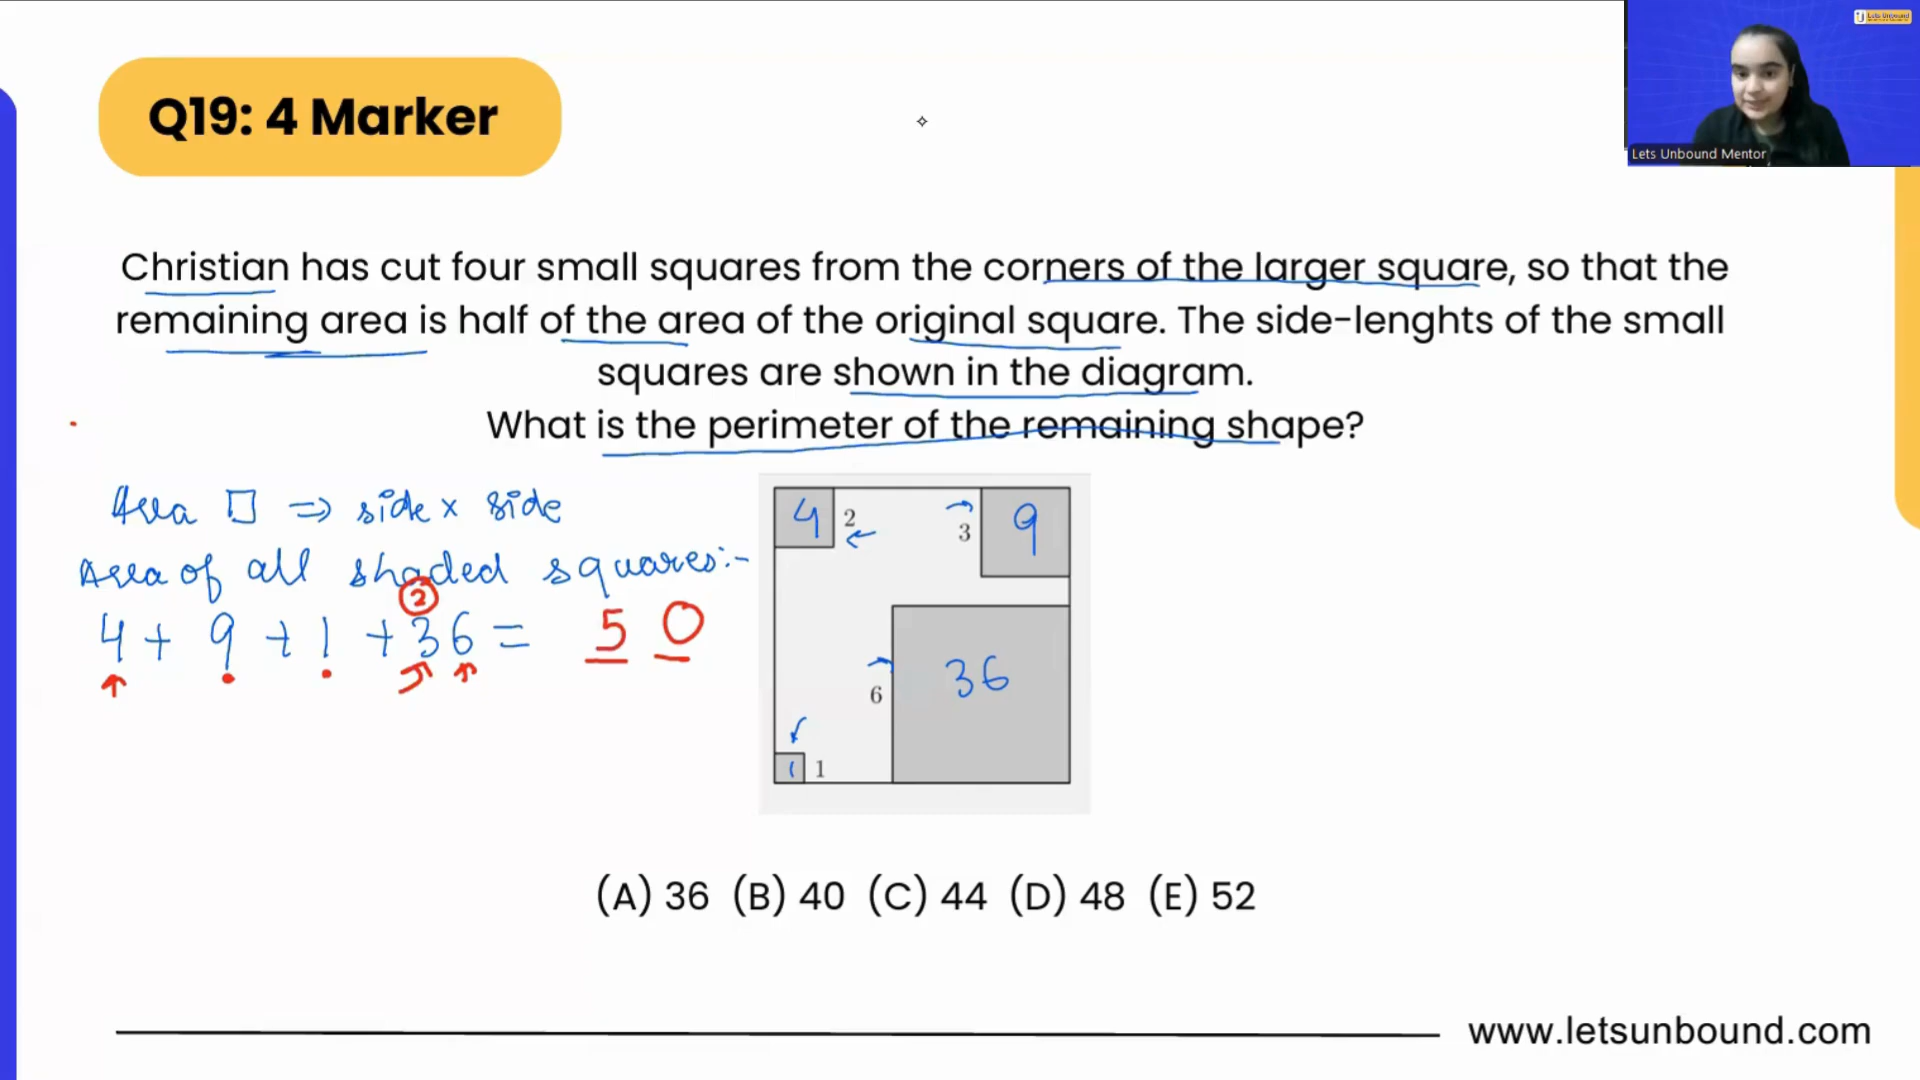 Lets Unbound
Lets Unbound Mentor
Q19: 4 Marker
Christian has cut four small squares from the corners of the larger square, so that the
remaining area is half of the area of the original square. The side-lenghts of the small
squares are shown in the diagram.
What is the perimeter of the remaining shape?
Area □ ⇒ side x side
Area of all shaded squares:-
2
4 + 9 + 1 + 36 = 50
4 2 3 9
6 36
1 1
(A) 36 (B) 40 (C) 44 (D) 48 (E) 52
www.letsunbound.com